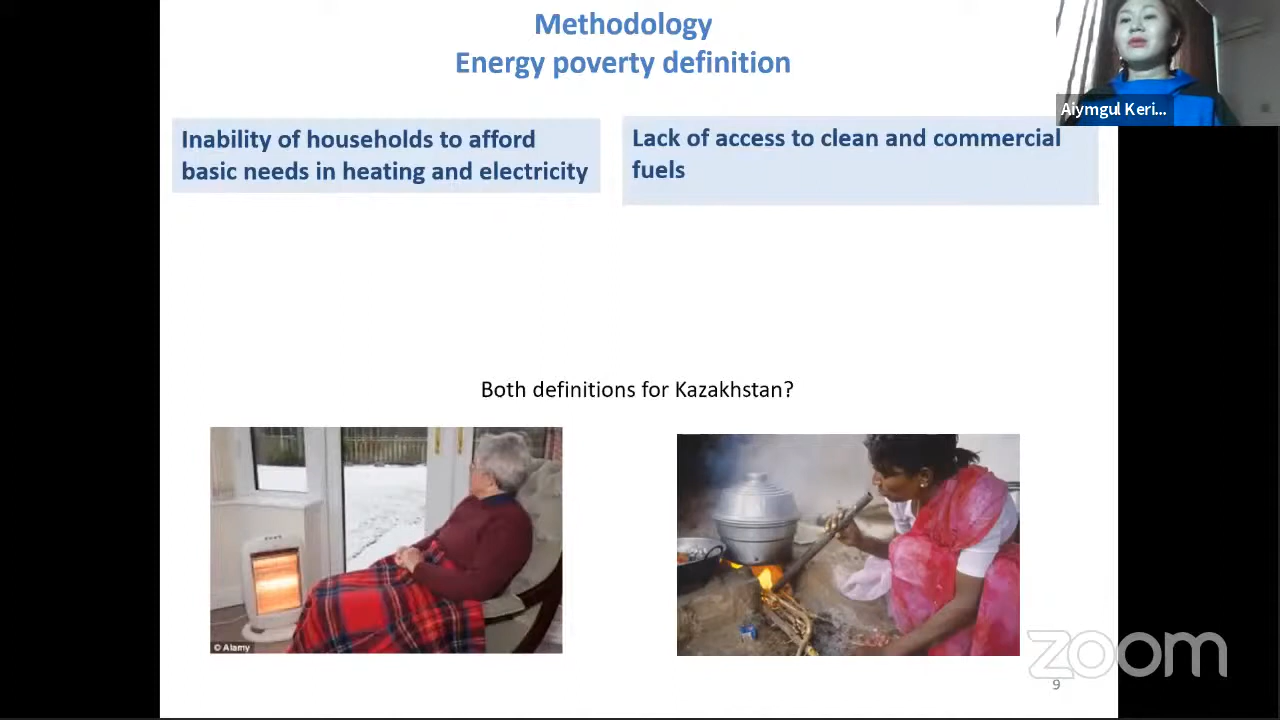 Methodology
Energy poverty definition
Aiymgul Keri...
Inability of households to afford
basic needs in heating and electricity
Lack of access to clean and commercial
fuels
Both definitions for Kazakhstan?
© Alamy
zoom
9